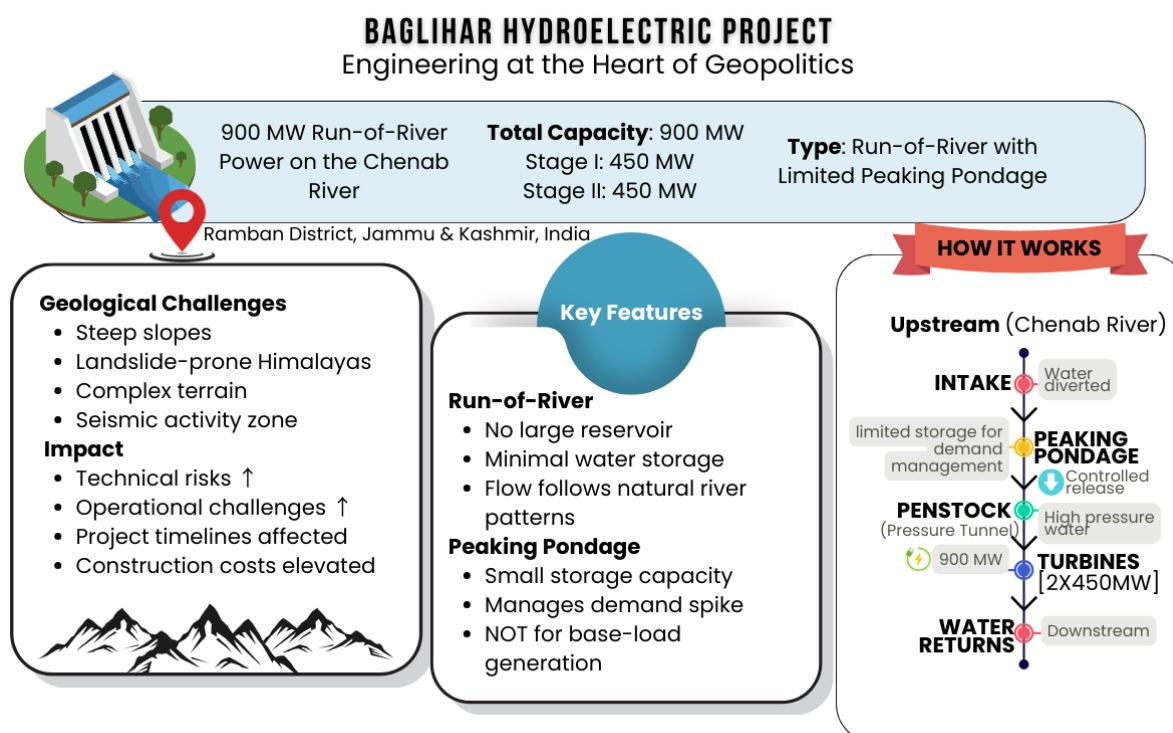 BAGLIHAR HYDROELECTRIC PROJECT
Engineering at the Heart of Geopolitics
900 MW Run-of-River
Power on the Chenab
River
Total Capacity: 900 MW
Stage I: 450 MW
Stage II: 450 MW
Type: Run-of-River with
Limited Peaking Pondage
Ramban District, Jammu & Kashmir, India
Geological Challenges
• Steep slopes
• Landslide-prone Himalayas
• Complex terrain
• Seismic activity zone
Impact
• Technical risks ↑
• Operational challenges ↑
• Project timelines affected
• Construction costs elevated
Key Features
Run-of-River
• No large reservoir
• Minimal water storage
• Flow follows natural river
patterns
Peaking Pondage
• Small storage capacity
• Manages demand spike
• NOT for base-load
generation
HOW IT WORKS
Upstream (Chenab River)
INTAKE
Water
diverted
limited storage for
demand
management
PEAKING
PONDAGE
Controlled
release
PENSTOCK
(Pressure Tunnel)
High pressure
water
900 MW
TURBINES
[2X450MW]
WATER
RETURNS
Downstream